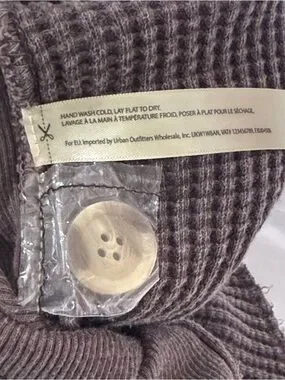 HAND WASH COLD, LAY FLAT TO DRY.
LAVAGE À LA MAIN À TEMPÉRATURE FROID, POSER À PLAT POUR LE SÉCHAGE.
For EU: Imported by Urban Outfitters Wholesale, Inc.